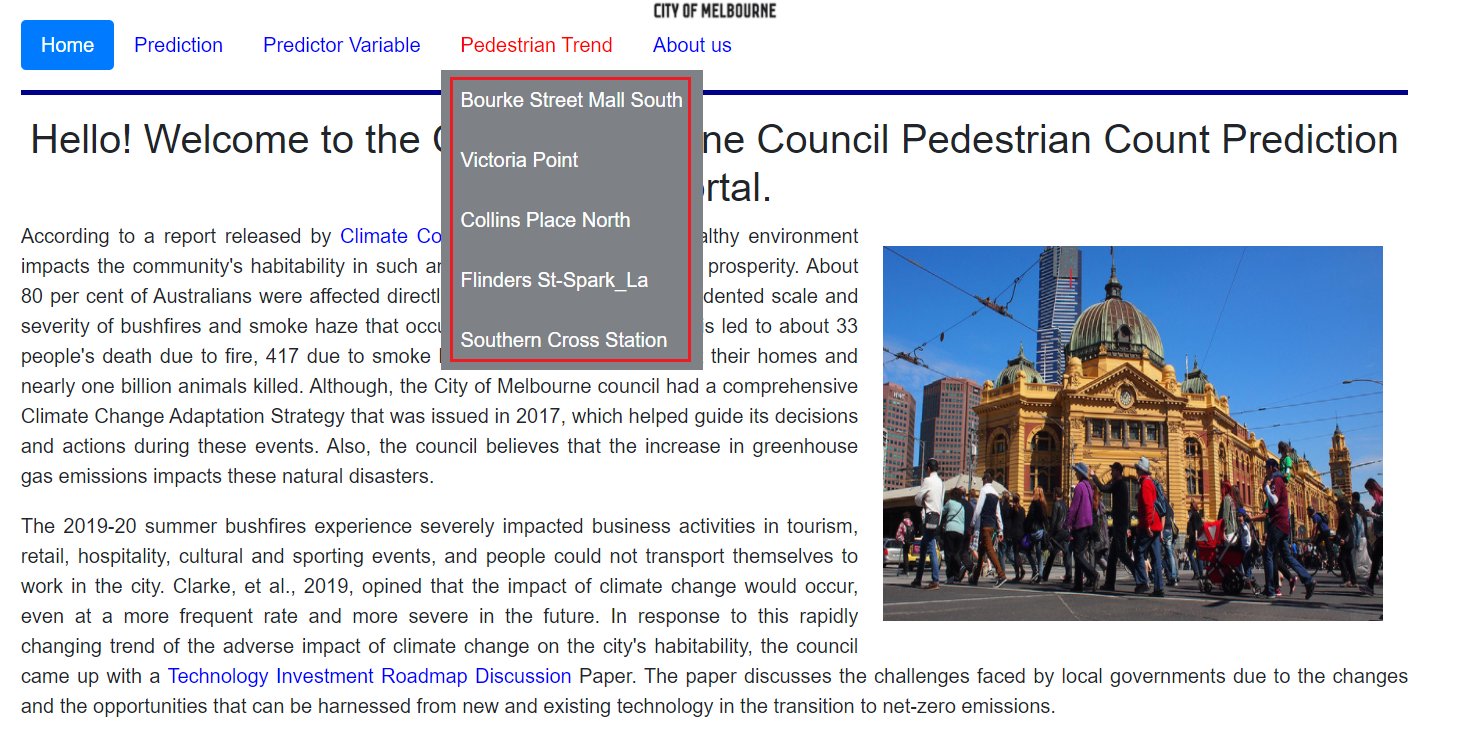 CITY OF MELBOURNE
Home Prediction Predictor Variable Pedestrian Trend About us
Bourke Street Mall South
Victoria Point
Collins Place North
Flinders St-Spark_La
Southern Cross Station
Hello! Welcome to the ne Council Pedestrian Count Prediction
rtal.
According to a report released by Climate Co althy environment
impacts the community's habitability in such an prosperity. About
80 per cent of Australians were affected directl dented scale and
severity of bushfires and smoke haze that occu s led to about 33
people's death due to fire, 417 due to smoke their homes and
nearly one billion animals killed. Although, the City of Melbourne council had a comprehensive
Climate Change Adaptation Strategy that was issued in 2017, which helped guide its decisions
and actions during these events. Also, the council believes that the increase in greenhouse
gas emissions impacts these natural disasters.
The 2019-20 summer bushfires experience severely impacted business activities in tourism,
retail, hospitality, cultural and sporting events, and people could not transport themselves to
work in the city. Clarke, et al., 2019, opined that the impact of climate change would occur,
even at a more frequent rate and more severe in the future. In response to this rapidly
changing trend of the adverse impact of climate change on the city's habitability, the council
came up with a Technology Investment Roadmap Discussion Paper. The paper discusses the challenges faced by local governments due to the changes
and the opportunities that can be harnessed from new and existing technology in the transition to net-zero emissions.